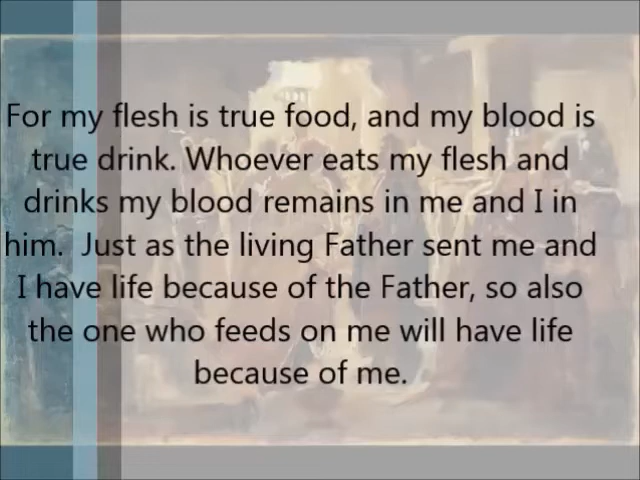 For my flesh is true food, and my blood is
true drink. Whoever eats my flesh and
drinks my blood remains in me and I in
him.  Just as the living Father sent me and
I have life because of the Father, so also
the one who feeds on me will have life
because of me.